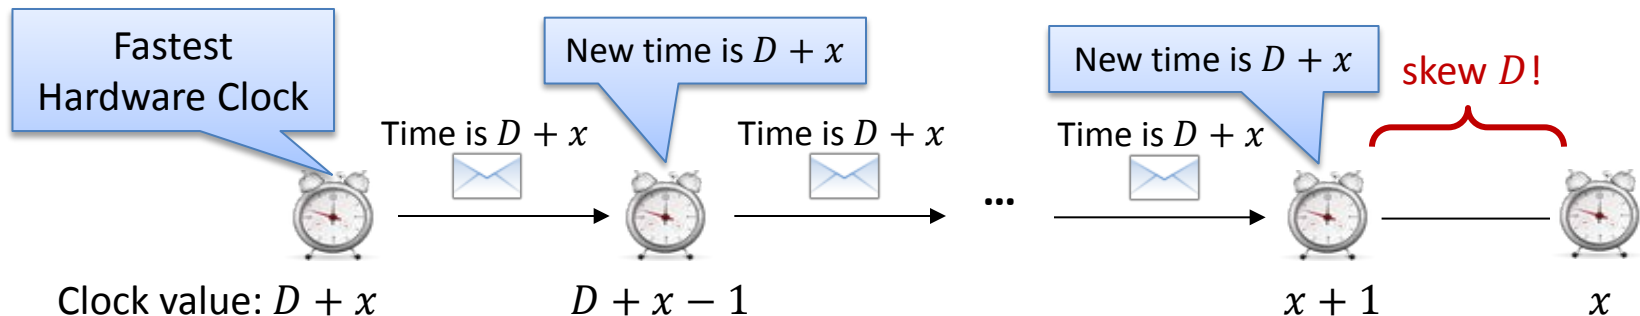 Fastest
Hardware Clock
New time is D + x
New time is D + x
skew D!
Time is D + x
Time is D + x
Time is D + x
...
Clock value: D + x
D + x − 1
x + 1
x